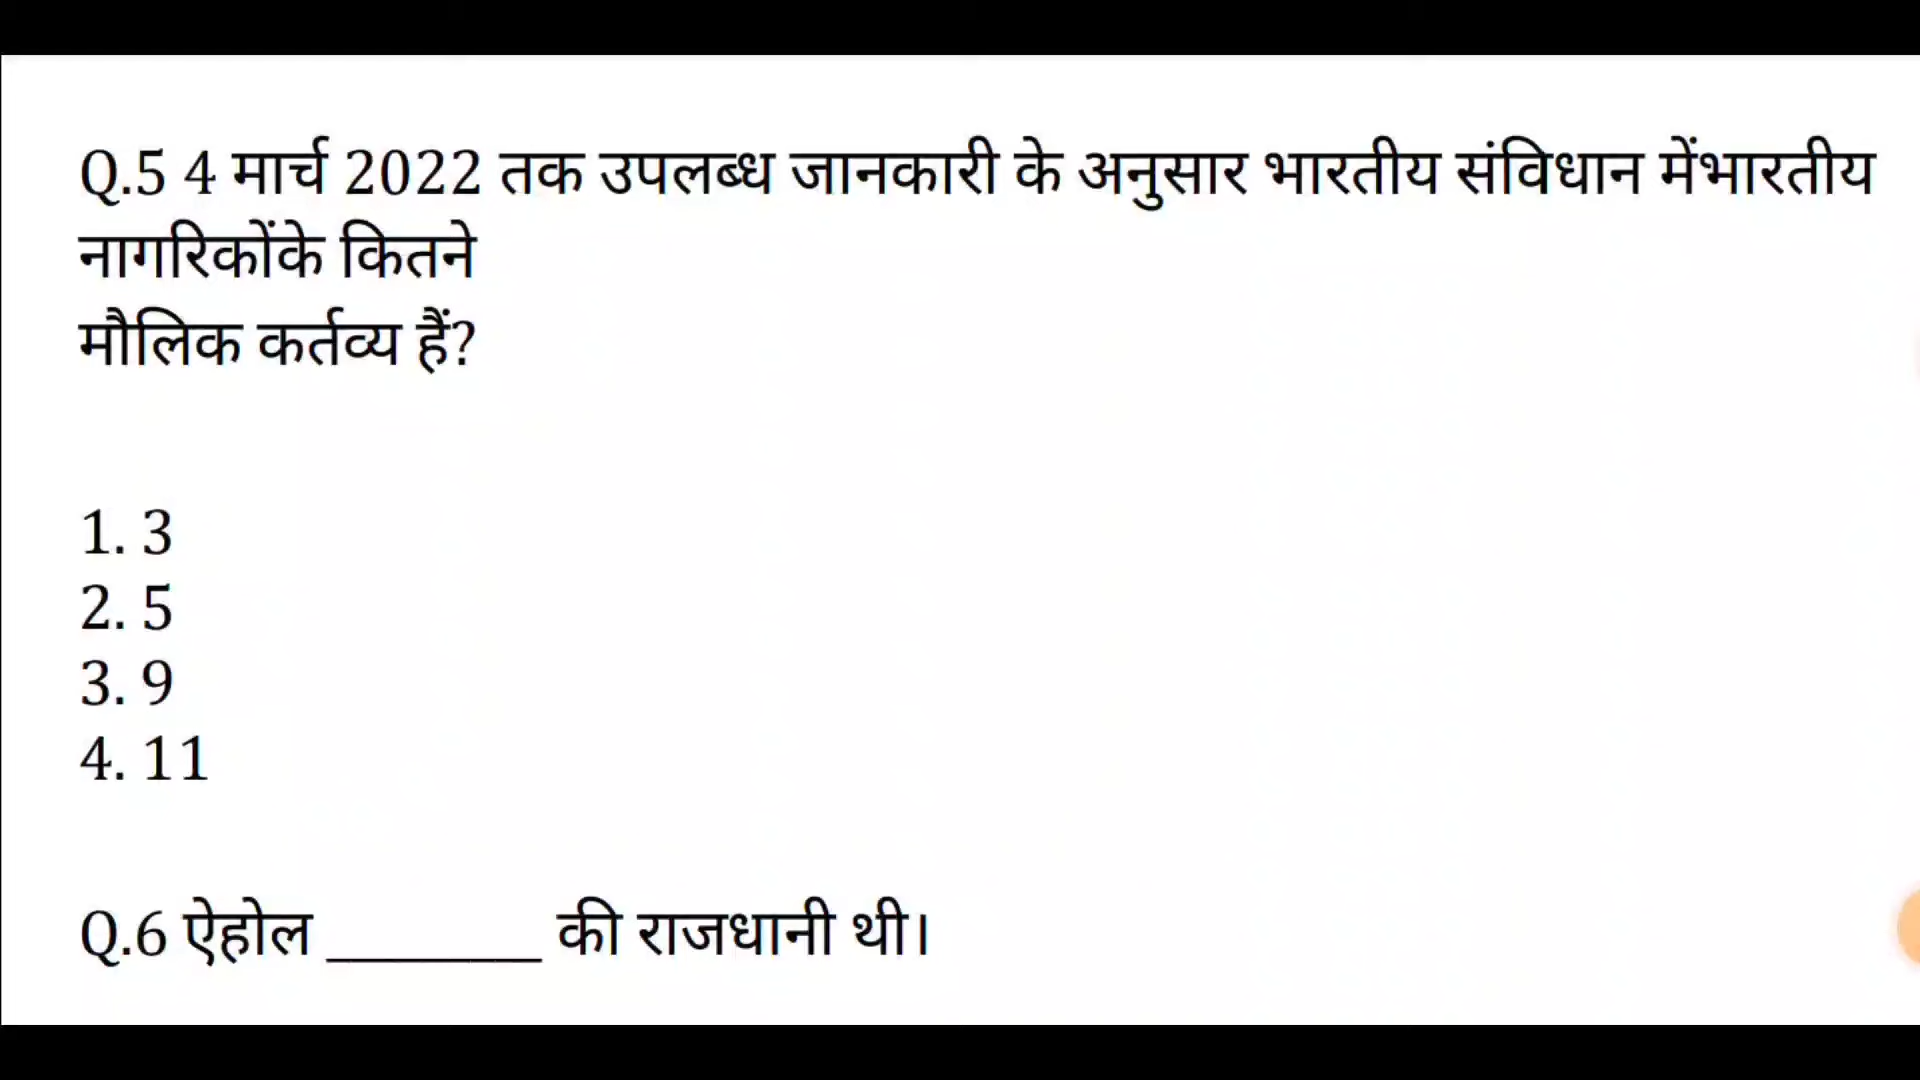 Q.5 4 मार्च 2022 तक उपलब्ध जानकारी के अनुसार भारतीय संविधान मेंभारतीय
नागरिकोंके कितने
मौलिक कर्तव्य हैं?
1. 3
2. 5
3. 9
4. 11
Q.6 ऐहोल ________ की राजधानी थी।